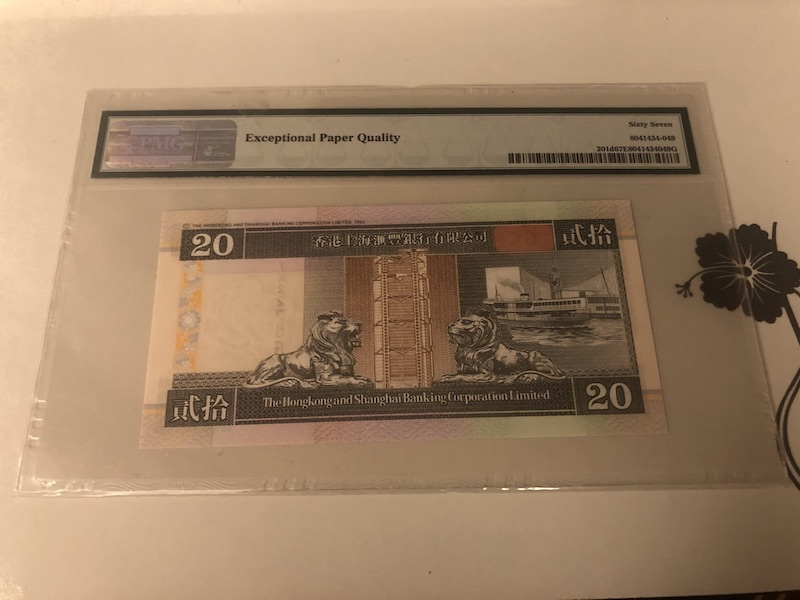 PMG
Exceptional Paper Quality
Sixty Seven
8041434-049
201d67E8041434049G
20
香港上海滙豐銀行有限公司
貳拾
貳拾
The Hongkong and Shanghai Banking Corporation Limited
20